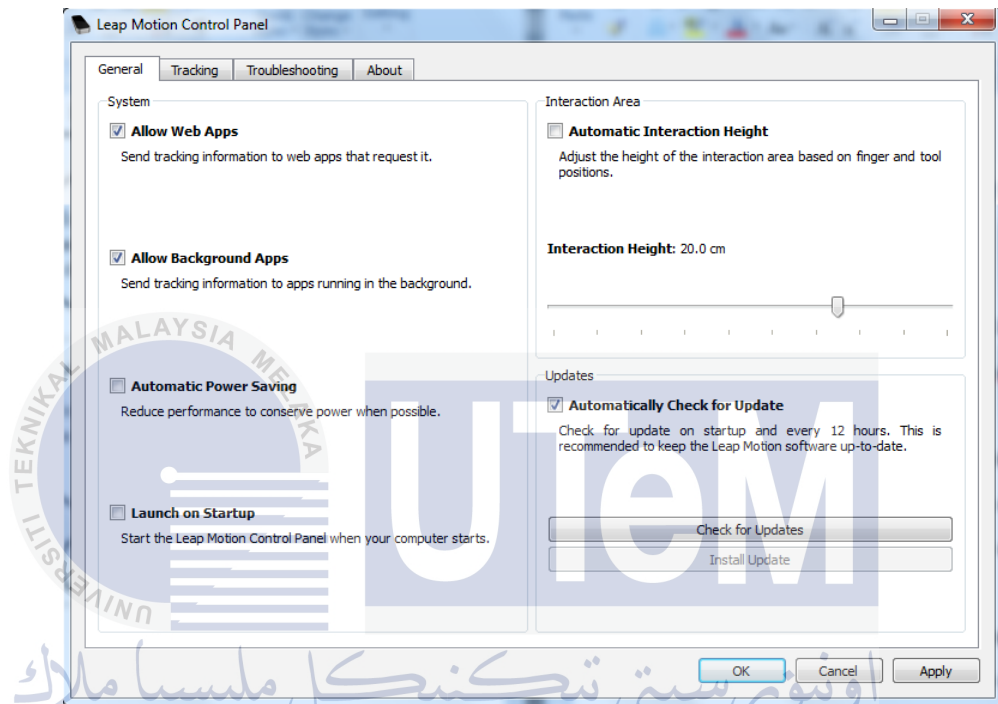 Leap Motion Control Panel
General
Tracking
Troubleshooting
About
System
Allow Web Apps
Send tracking information to web apps that request it.
Allow Background Apps
Send tracking information to apps running in the background.
Automatic Power Saving
Reduce performance to conserve power when possible.
Launch on Startup
Start the Leap Motion Control Panel when your computer starts.
Interaction Area
Automatic Interaction Height
Adjust the height of the interaction area based on finger and tool
positions.
Interaction Height: 20.0 cm
Updates
Automatically Check for Update
Check for update on startup and every 12 hours. This is
recommended to keep the Leap Motion software up-to-date.
Check for Updates
Install Update
OK
Cancel
Apply
UNIVERSITI TEKNIKAL MALAYSIA MELAKA
UTeM
اونيۏرسيتي تيكنيكل مليسيا ملاك